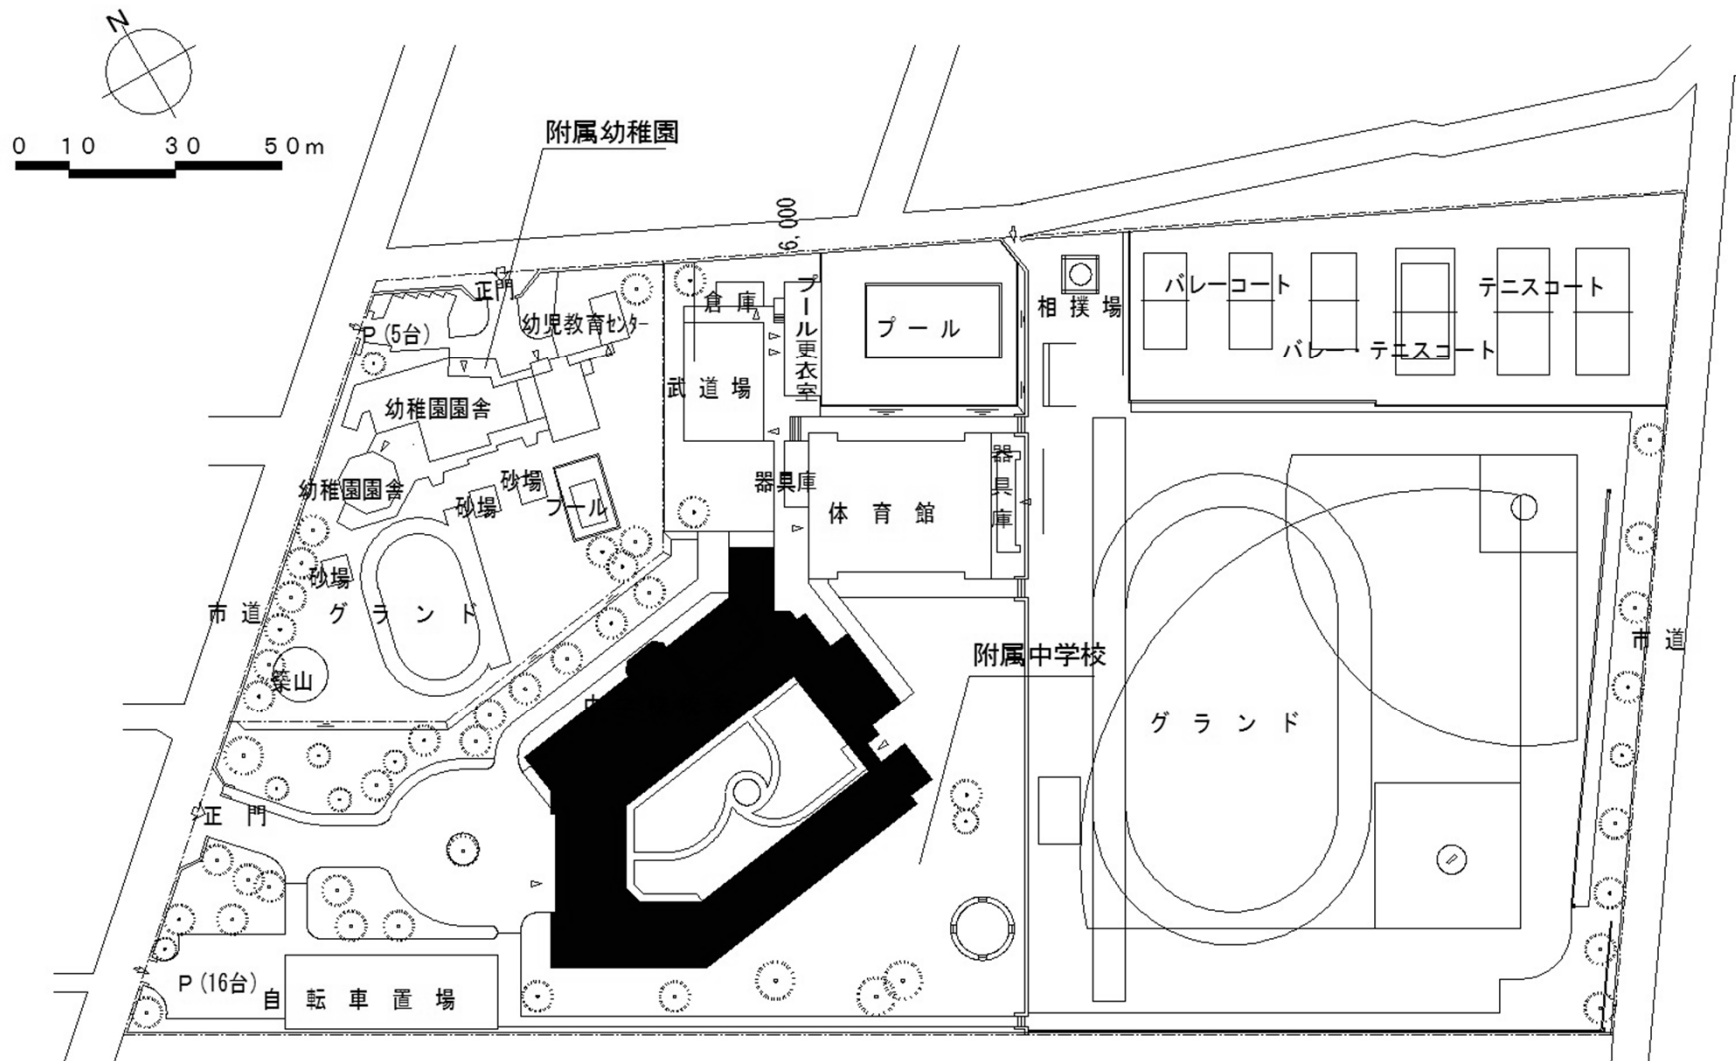 N
0 10 30 50m
附属幼稚園
6,000
正門
P(5台)
幼児教育センター
倉庫
プール更衣室
プール
相撲場
バレーコート
テニスコート
バレー・テニスコート
武道場
幼稚園園舎
幼稚園園舎
砂場
砂場
プール
器具庫
体育館
器具庫
砂場
市道
グランド
築山
附属中学校
グランド
市道
正門
P(16台)
自転車置場